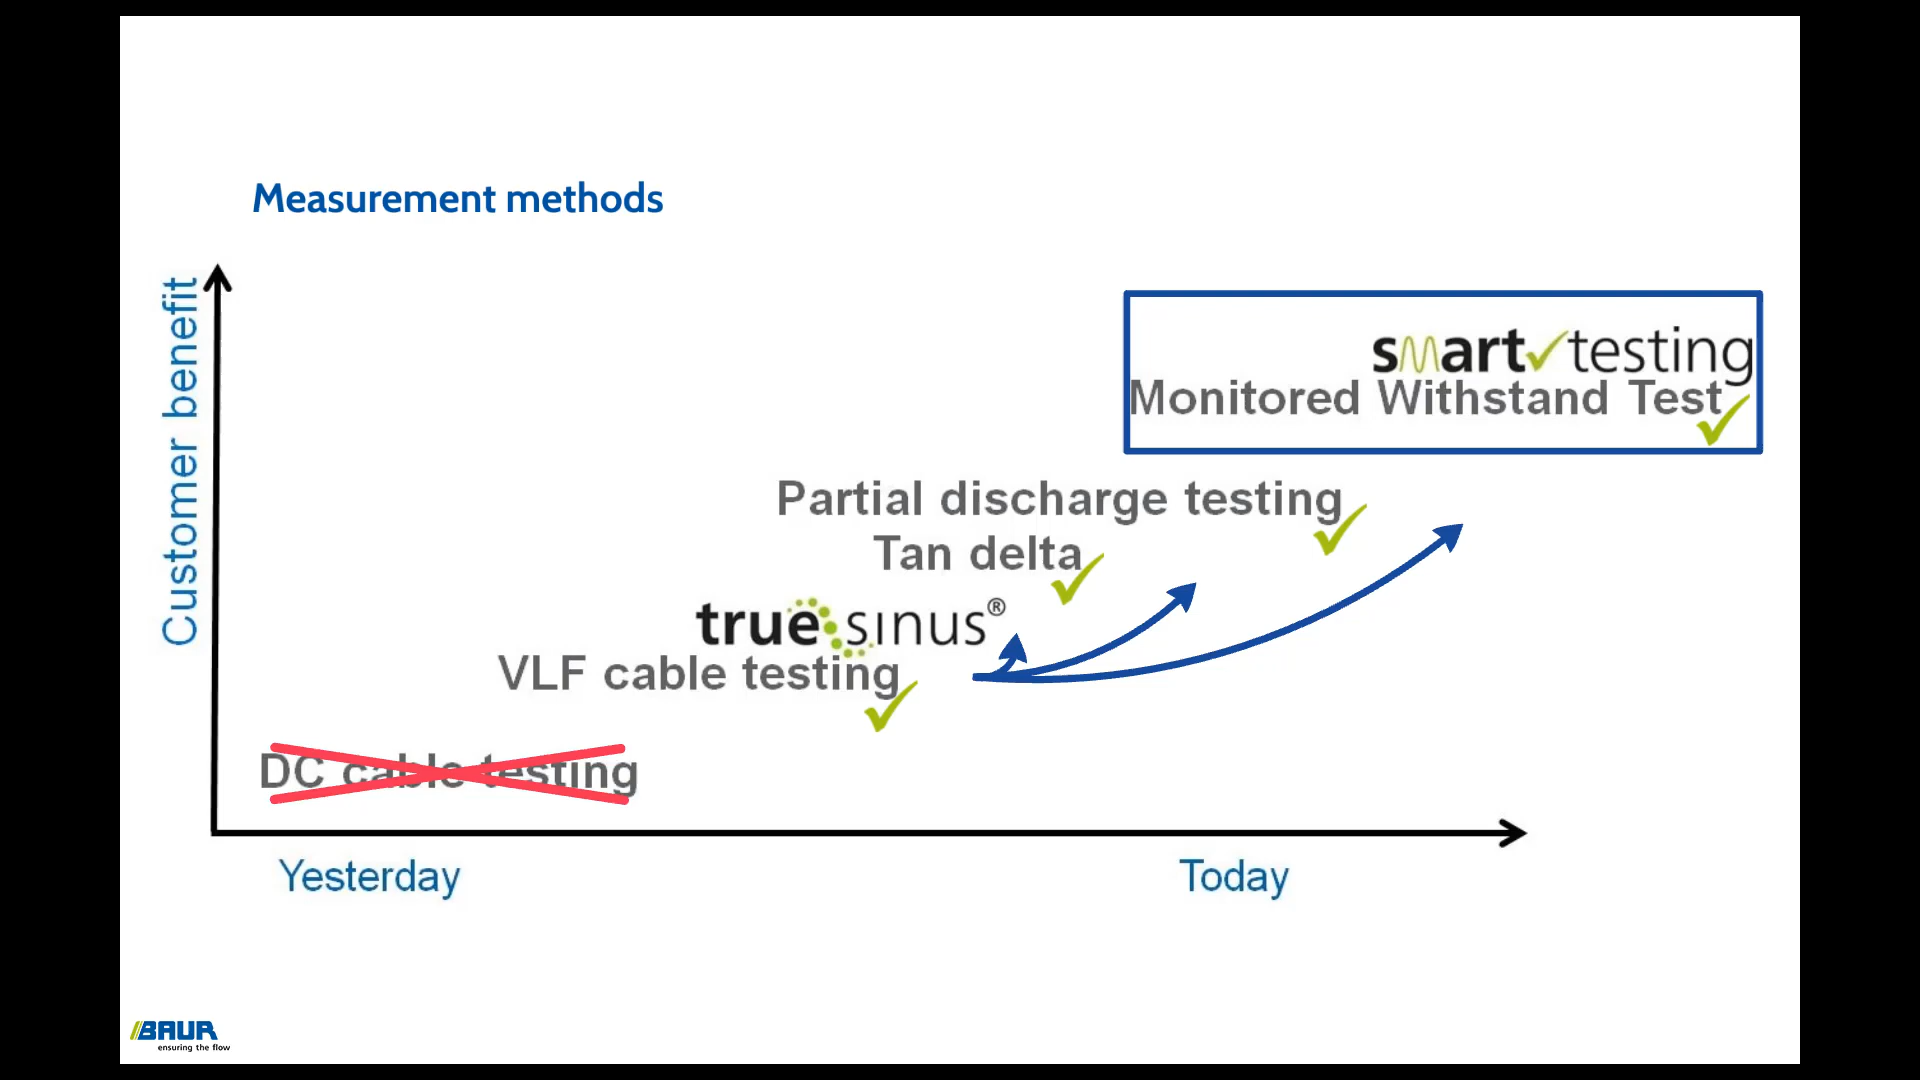 Measurement methods
Customer benefit
smart testing
Monitored Withstand Test
Partial discharge testing
Tan delta
true sinus®
VLF cable testing
DC cable testing
Yesterday
Today
BAUR
ensuring the flow